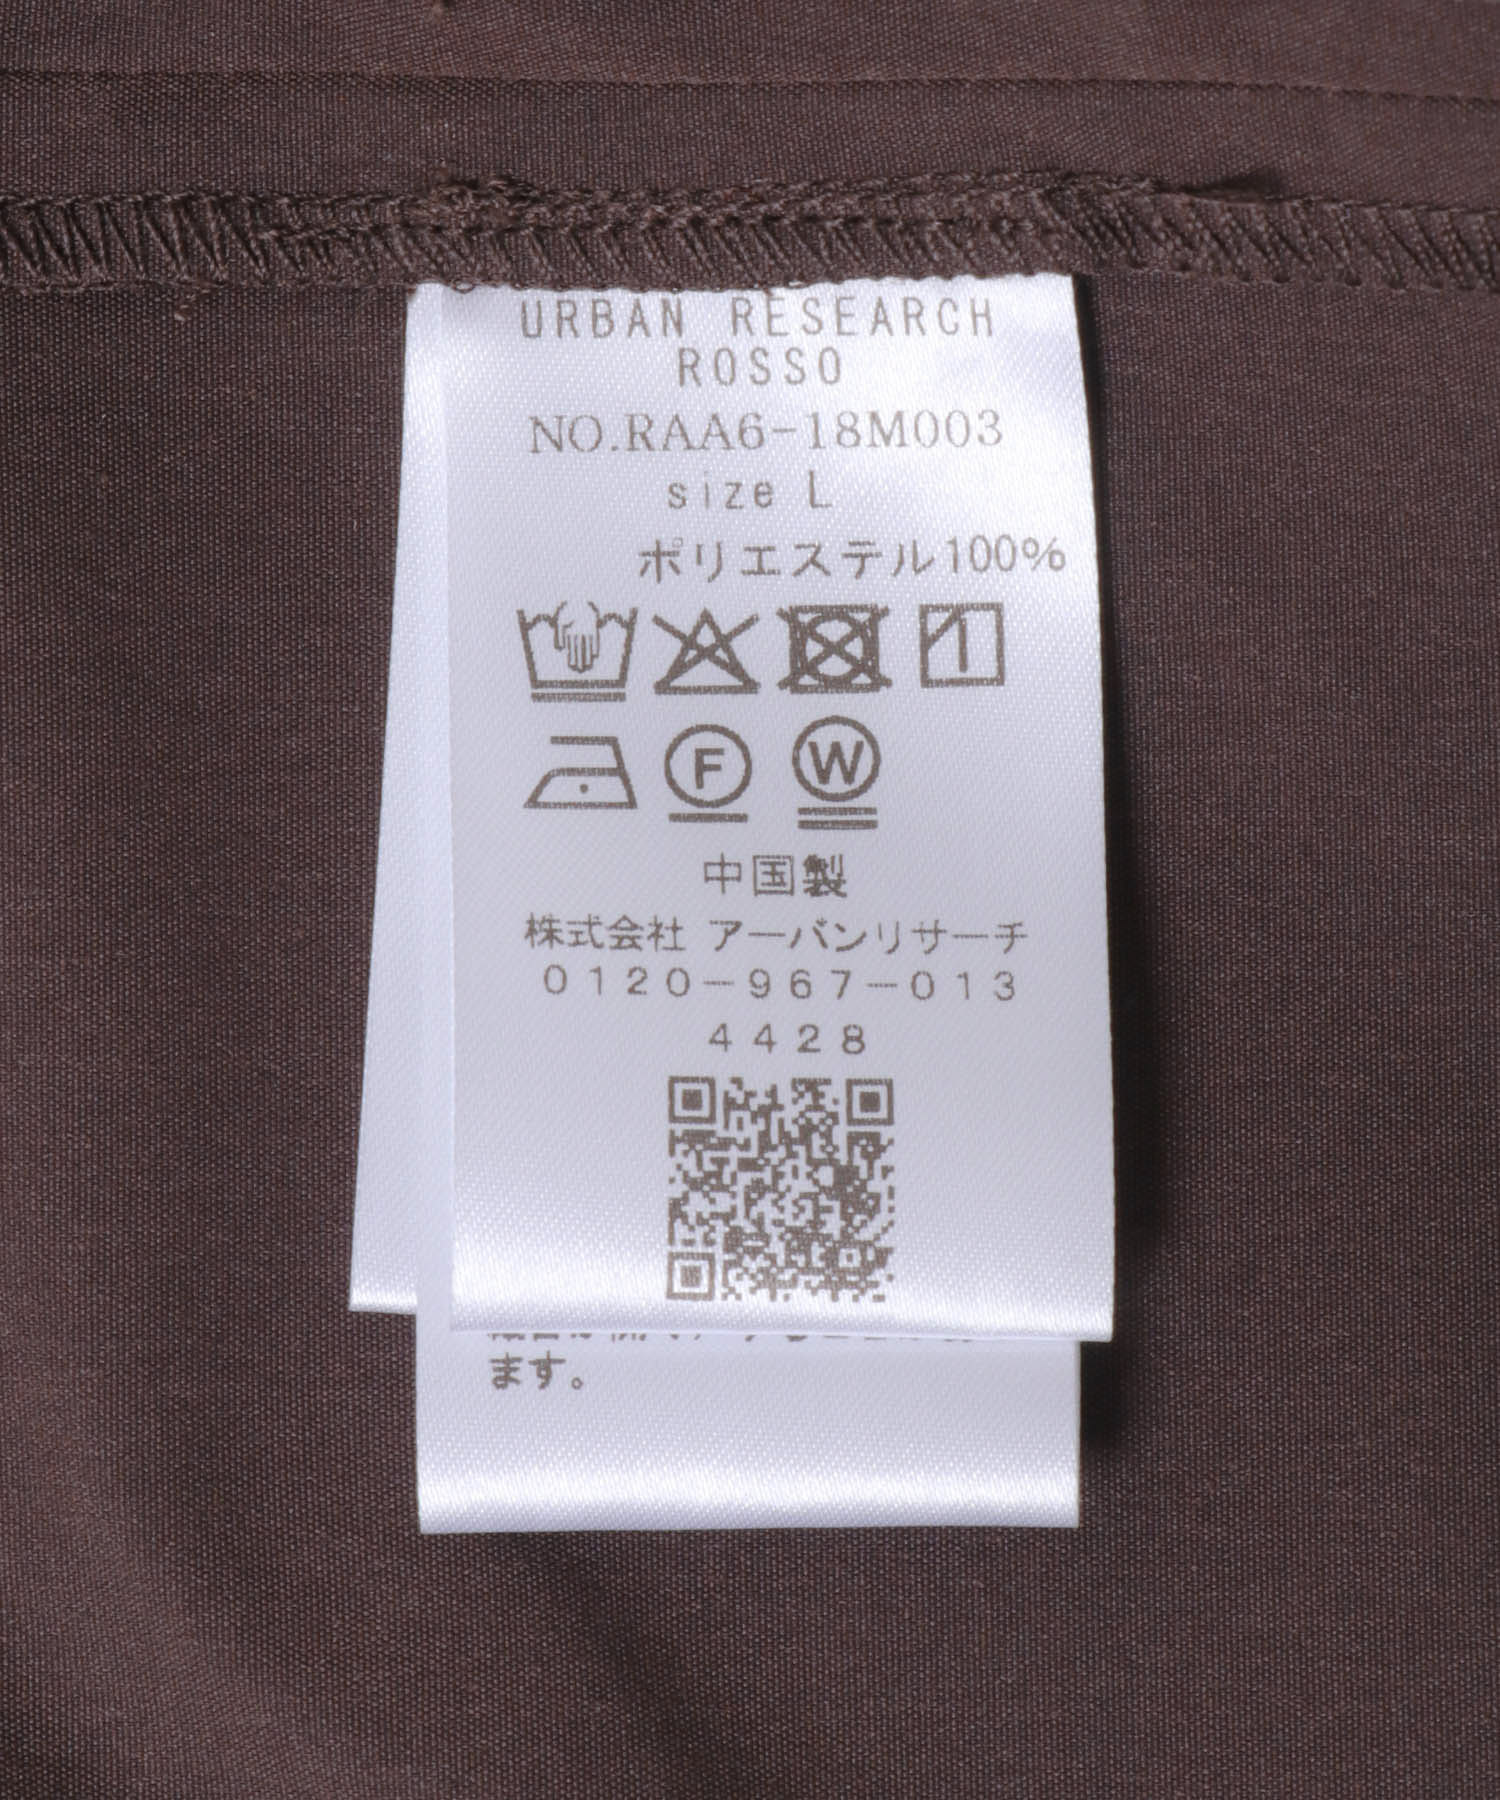 URBAN RESEARCH
ROSSO
NO.RAA6-18M003
size L
ポリエステル100%
F W
中国製
株式会社 アーバンリサーチ
0120-967-013
4428
ます。